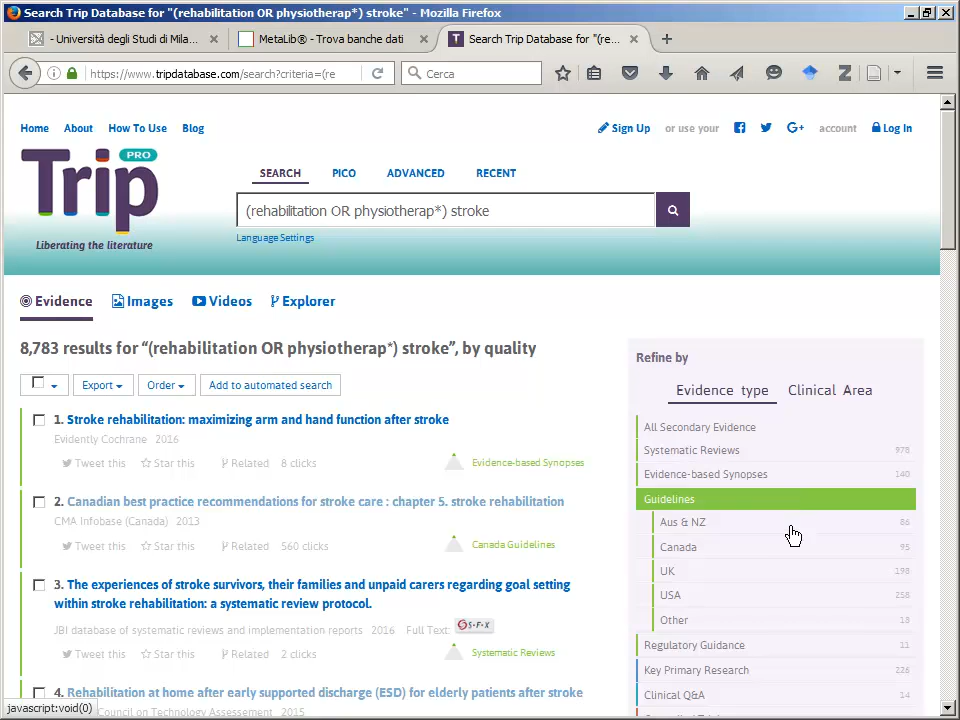 Search Trip Database for "(rehabilitation OR physiotherap*) stroke" - Mozilla Firefox
- Università degli Studi di Mila...
MetaLib® - Trova banche dati
Search Trip Database for "(re...
https://www.tripdatabase.com/search?criteria=(re
Cerca
Home About How To Use Blog
Sign Up or use your account Log In
Trip PRO
Liberating the literature
SEARCH PICO ADVANCED RECENT
(rehabilitation OR physiotherap*) stroke
Language Settings
Evidence Images Videos Explorer
8,783 results for “(rehabilitation OR physiotherap*) stroke”, by quality
Export Order Add to automated search
1. Stroke rehabilitation: maximizing arm and hand function after stroke
Evidently Cochrane 2016
Tweet this Star this Related 8 clicks Evidence-based Synopses
2. Canadian best practice recommendations for stroke care : chapter 5. stroke rehabilitation
CMA Infobase (Canada) 2013
Tweet this Star this Related 560 clicks Canada Guidelines
3. The experiences of stroke survivors, their families and unpaid carers regarding goal setting
within stroke rehabilitation: a systematic review protocol.
JBI database of systematic reviews and implementation reports 2016 Full Text: S·F·X
Tweet this Star this Related 2 clicks Systematic Reviews
4. Rehabilitation at home after early supported discharge (ESD) for elderly patients after stroke
Council on Technology Assessement 2015
javascript:void(0)
Refine by
Evidence type Clinical Area
All Secondary Evidence
Systematic Reviews 978
Evidence-based Synopses 140
Guidelines
Aus & NZ 86
Canada 95
UK 198
USA 258
Other 18
Regulatory Guidance 11
Key Primary Research 226
Clinical Q&A 14